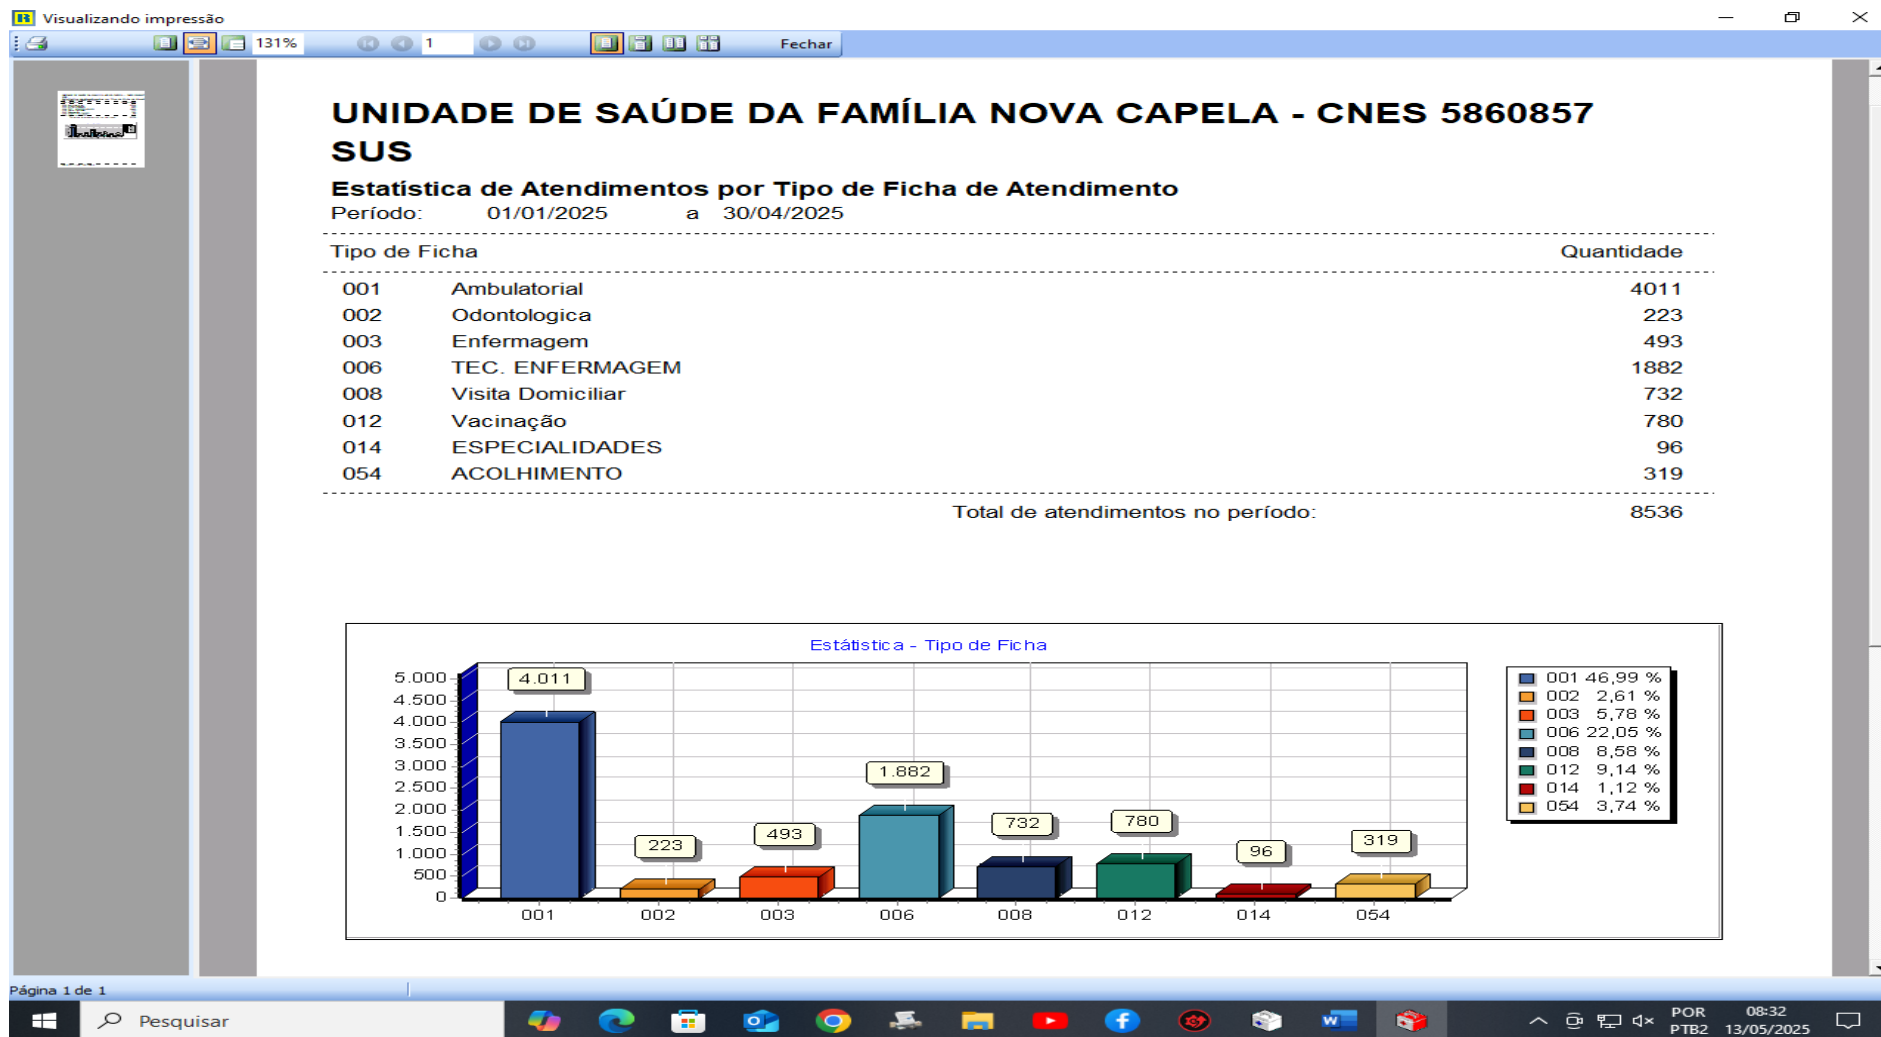 Visualizando impressão
131%
1
Fechar
UNIDADE DE SAÚDE DA FAMÍLIA NOVA CAPELA - CNES 5860857
SUS
Estatística de Atendimentos por Tipo de Ficha de Atendimento
Período: 01/01/2025 a 30/04/2025
Tipo de Ficha Quantidade
001 Ambulatorial 4011
002 Odontologica 223
003 Enfermagem 493
006 TEC. ENFERMAGEM 1882
008 Visita Domiciliar 732
012 Vacinação 780
014 ESPECIALIDADES 96
054 ACOLHIMENTO 319
Total de atendimentos no período: 8536
Estátistica - Tipo de Ficha
5.000
4.500
4.000
3.500
3.000
2.500
2.000
1.500
1.000
500
0
4.011
223
493
1.882
732
780
96
319
001 002 003 006 008 012 014 054
001 46,99 %
002 2,61 %
003 5,78 %
006 22,05 %
008 8,58 %
012 9,14 %
014 1,12 %
054 3,74 %
Página 1 de 1
Pesquisar
POR 08:32
PTB2 13/05/2025